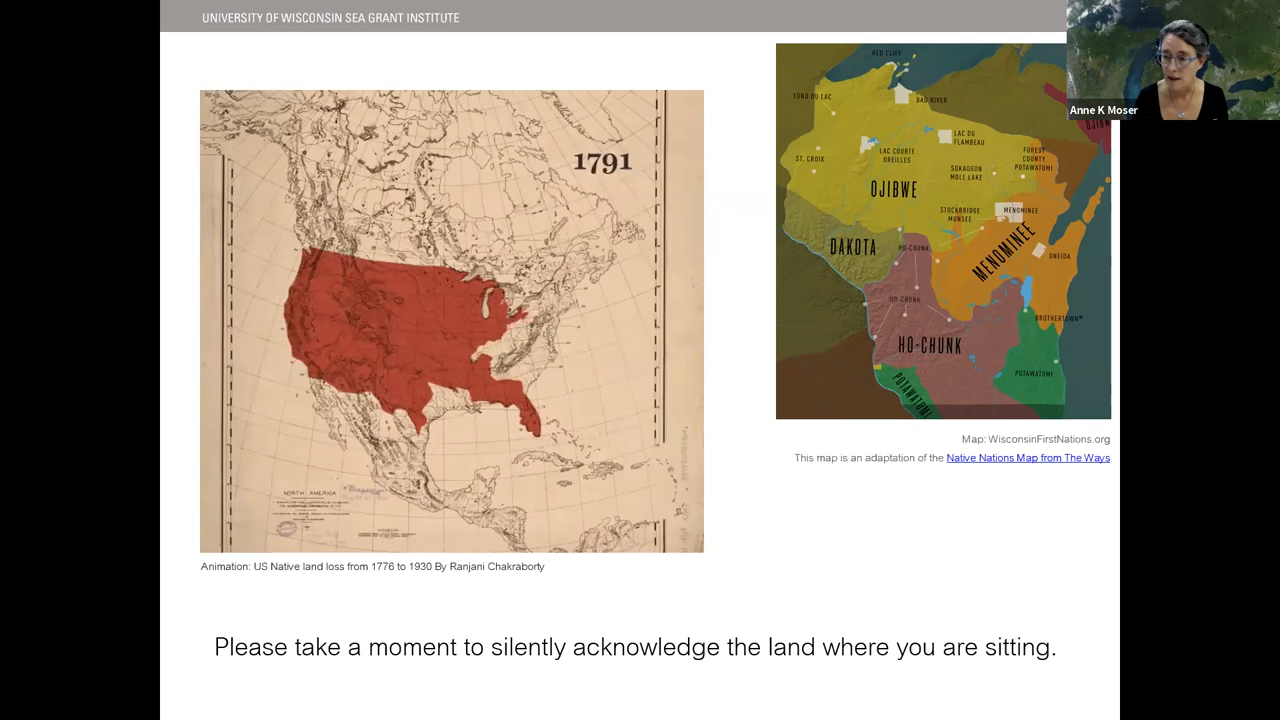 UNIVERSITY OF WISCONSIN SEA GRANT INSTITUTE
Anne K Moser
1791
NORTH AMERICA
RED CLIFF
FOND DU LAC
BAD RIVER
LAC DU
FLAMBEAU
LAC COURTE
OREILLES
ST. CROIX
FOREST
COUNTY
POTAWATOMI
SOKAOGON
MOLE LAKE
OJIBWE
STOCKBRIDGE
MUNSEE
MENOMINEE
DAKOTA
HO-CHUNK
MENOMINEE
ONEIDA
HO-CHUNK
BROTHERTOWN*
HO-CHUNK
POTAWATOMI
POTAWATOMI
Map: WisconsinFirstNations.org
This map is an adaptation of the Native Nations Map from The Ways
Animation: US Native land loss from 1776 to 1930 By Ranjani Chakraborty
Please take a moment to silently acknowledge the land where you are sitting.